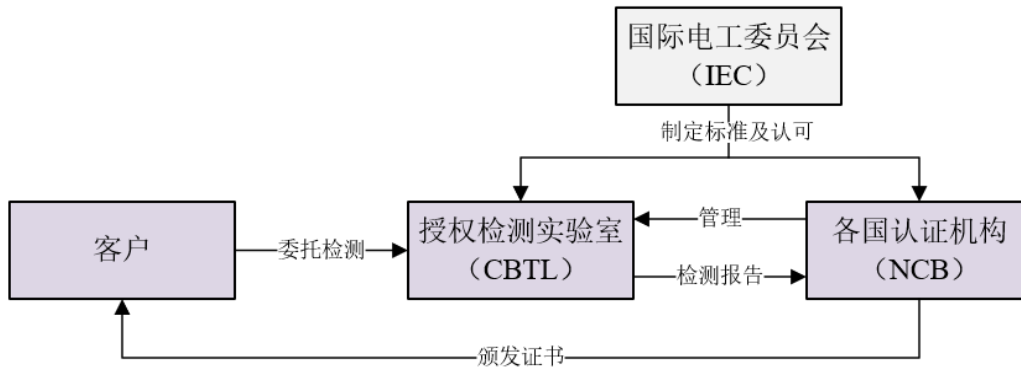 国际电工委员会
（IEC）
制定标准及认可
客户
委托检测
授权检测实验室
（CBTL）
管理
检测报告
各国认证机构
（NCB）
颁发证书